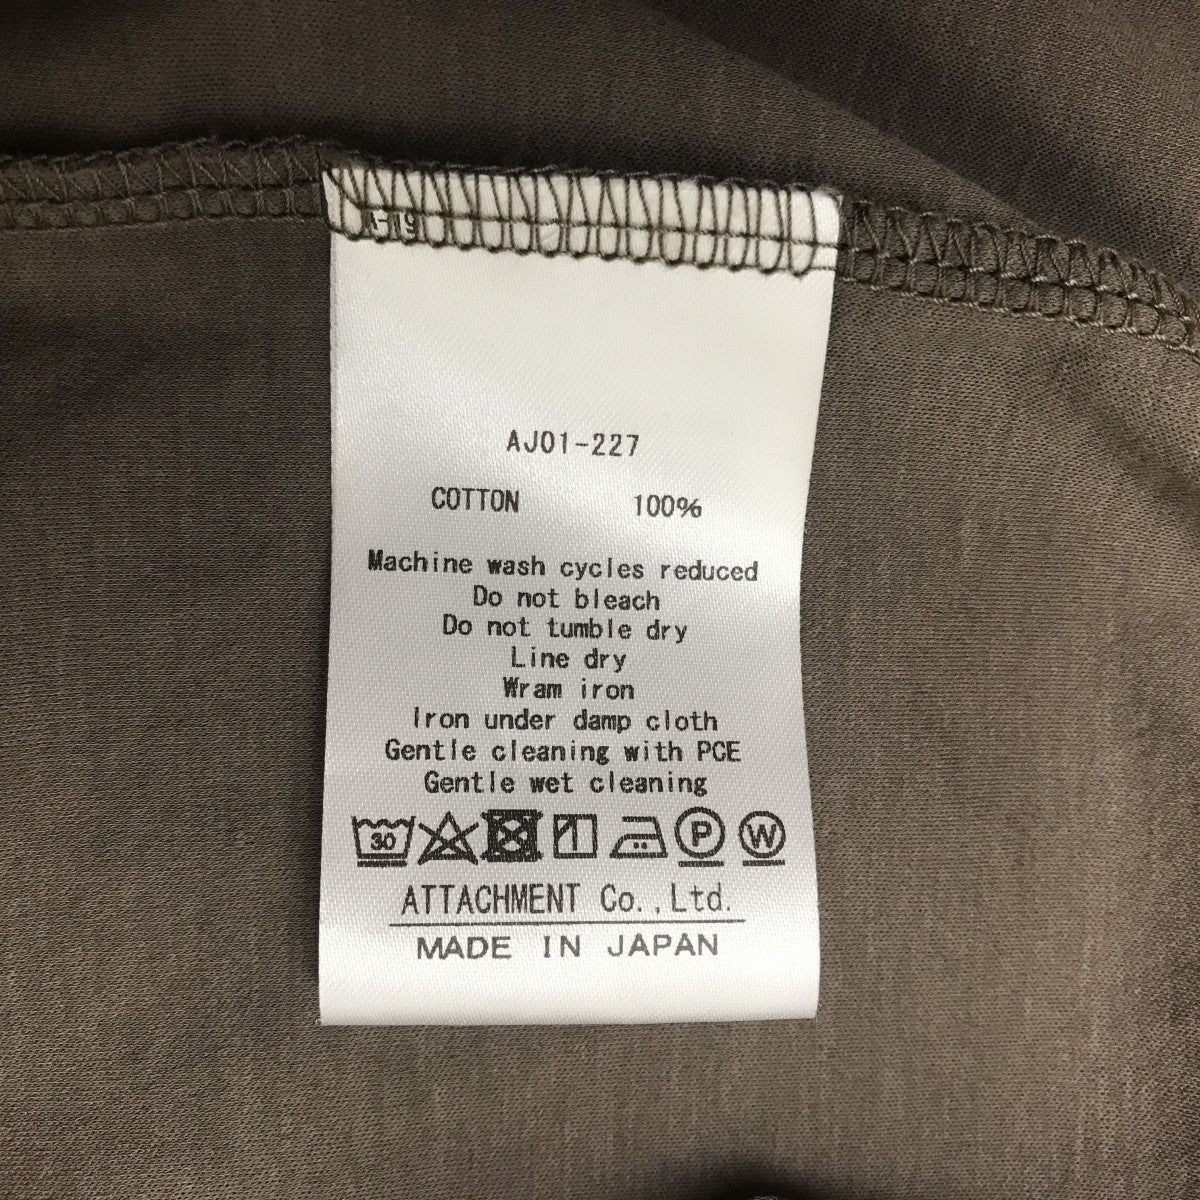 AJ01-227
COTTON 100%
Machine wash cycles reduced
Do not bleach
Do not tumble dry
Line dry
Wram iron
Iron under damp cloth
Gentle cleaning with PCE
Gentle wet cleaning
30 P W
ATTACHMENT Co.,Ltd.
MADE IN JAPAN